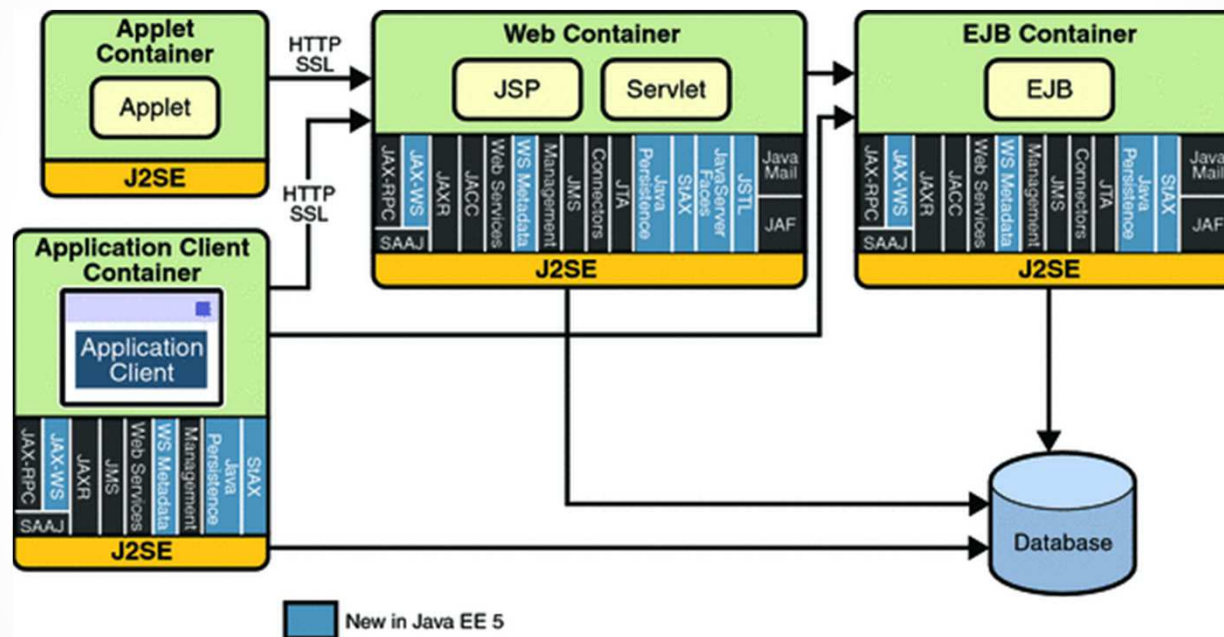 Applet
Container
Applet
J2SE
HTTP
SSL
HTTP
SSL
Web Container
JSP
Servlet
JAX-RPC
JAX-WS
SAAJ
JAXR
JACC
Web Services
WS Metadata
Management
JMS
Connectors
JTA
Java
Persistence
StAX
JavaServer
Faces
JSTL
Java
Mail
JAF
J2SE
EJB Container
EJB
JAX-RPC
JAX-WS
SAAJ
JAXR
JACC
Web Services
WS Metadata
Management
JMS
Connectors
JTA
Java
Persistence
StAX
Java
Mail
JAF
J2SE
Application Client
Container
Application
Client
JAX-RPC
JAX-WS
SAAJ
JAXR
JMS
Web Services
WS Metadata
Management
Java
Persistence
StAX
J2SE
Database
New in Java EE 5